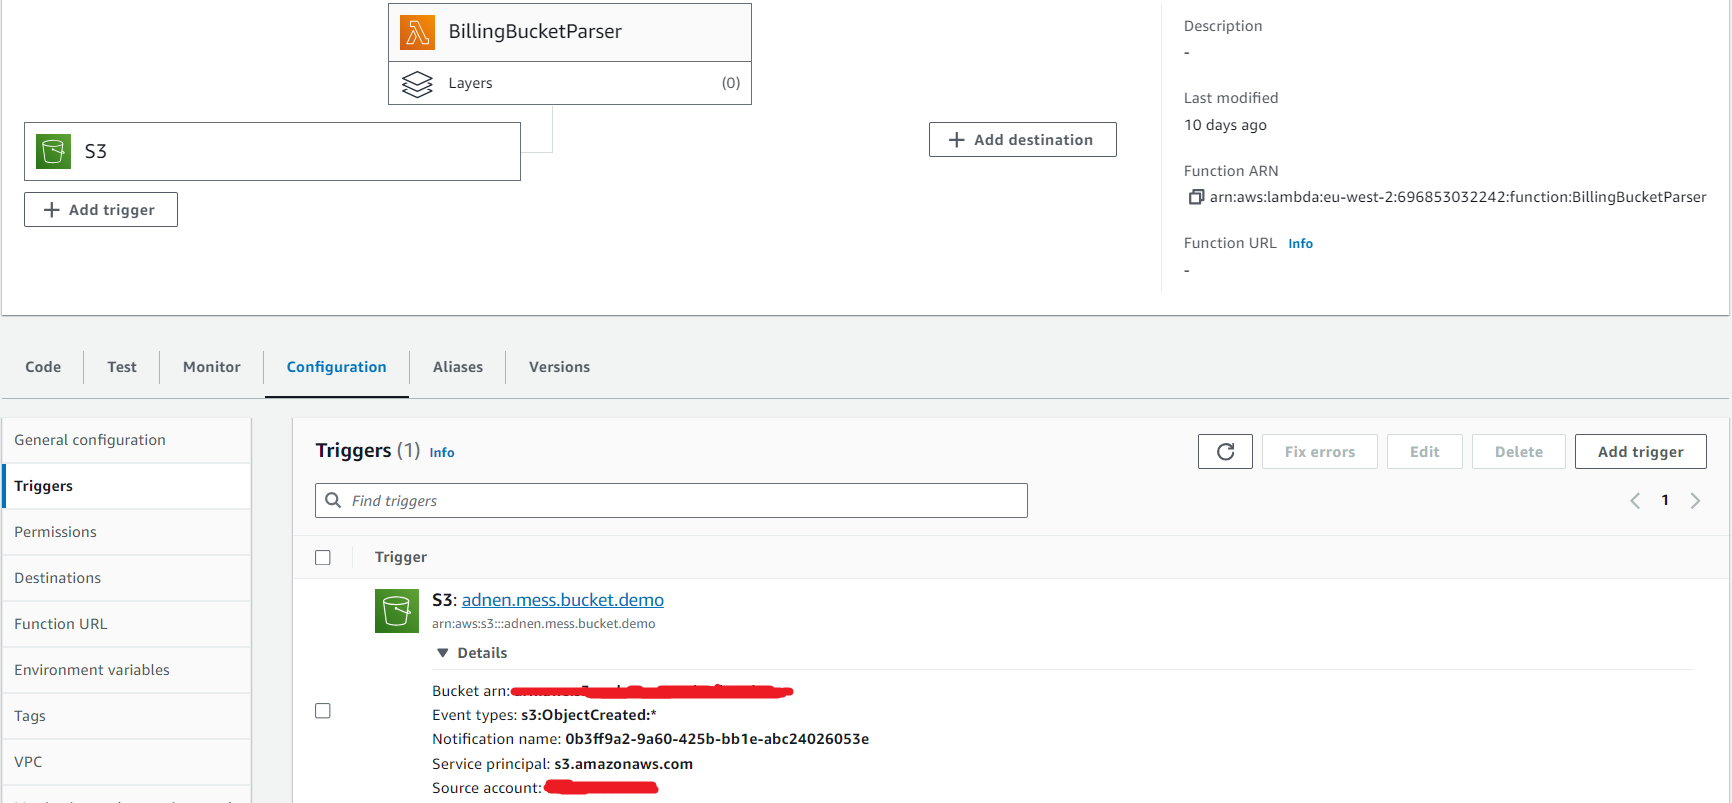 BillingBucketParser
Layers (0)
S3
+ Add trigger
+ Add destination
Description
-
Last modified
10 days ago
Function ARN
arn:aws:lambda:eu-west-2:696853032242:function:BillingBucketParser
Function URL Info
-
Code Test Monitor Configuration Aliases Versions
General configuration
Triggers
Permissions
Destinations
Function URL
Environment variables
Tags
VPC
Triggers (1) Info
Fix errors Edit Delete Add trigger
Find triggers
1
Trigger
S3: adnen.mess.bucket.demo
arn:aws:s3:::adnen.mess.bucket.demo
Details
Bucket arn:
Event types: s3:ObjectCreated:*
Notification name: 0b3ff9a2-9a60-425b-bb1e-abc24026053e
Service principal: s3.amazonaws.com
Source account: